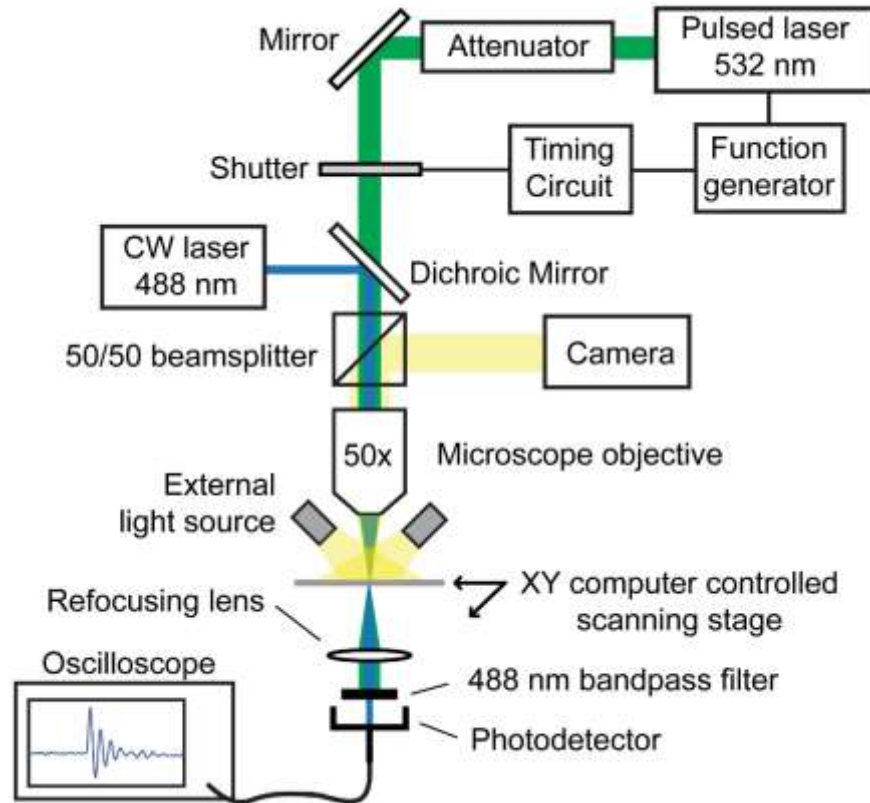 Mirror
Attenuator
Pulsed laser
532 nm
Shutter
Timing
Circuit
Function
generator
CW laser
488 nm
Dichroic Mirror
50/50 beamsplitter
Camera
50x
Microscope objective
External
light source
XY computer controlled
scanning stage
Refocusing lens
Oscilloscope
488 nm bandpass filter
Photodetector